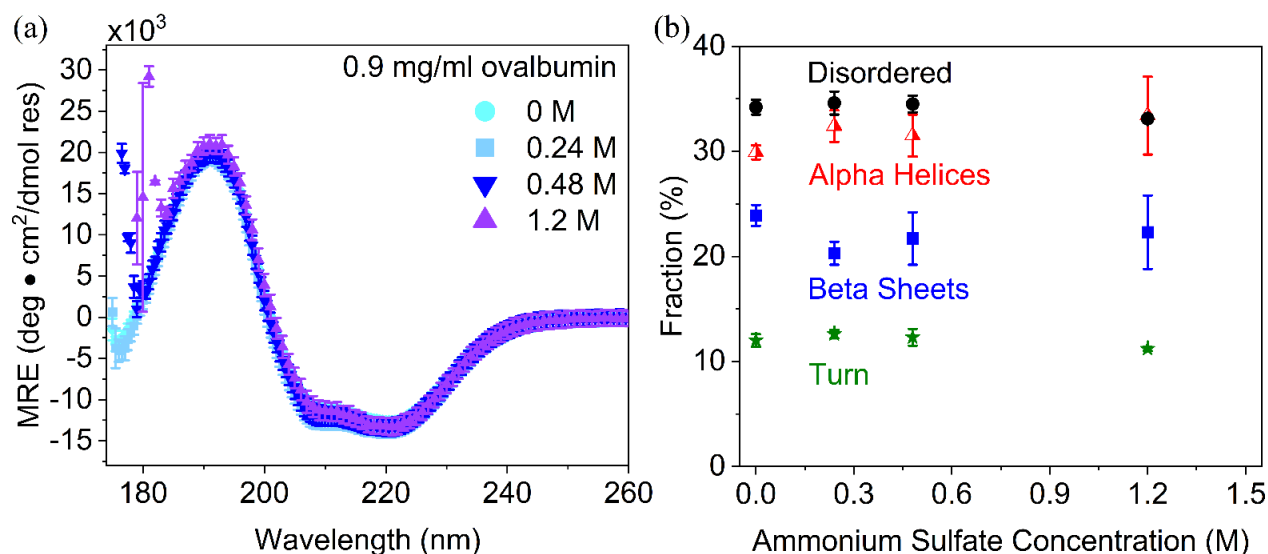 (a)
x10³
0.9 mg/ml ovalbumin
0 M
0.24 M
0.48 M
1.2 M
MRE (deg • cm²/dmol res)
30
25
20
15
10
5
0
-5
-10
-15
180 200 220 240 260
Wavelength (nm)
(b)
Disordered
Alpha Helices
Beta Sheets
Turn
Fraction (%)
40
30
20
10
0
0.0 0.3 0.6 0.9 1.2 1.5
Ammonium Sulfate Concentration (M)